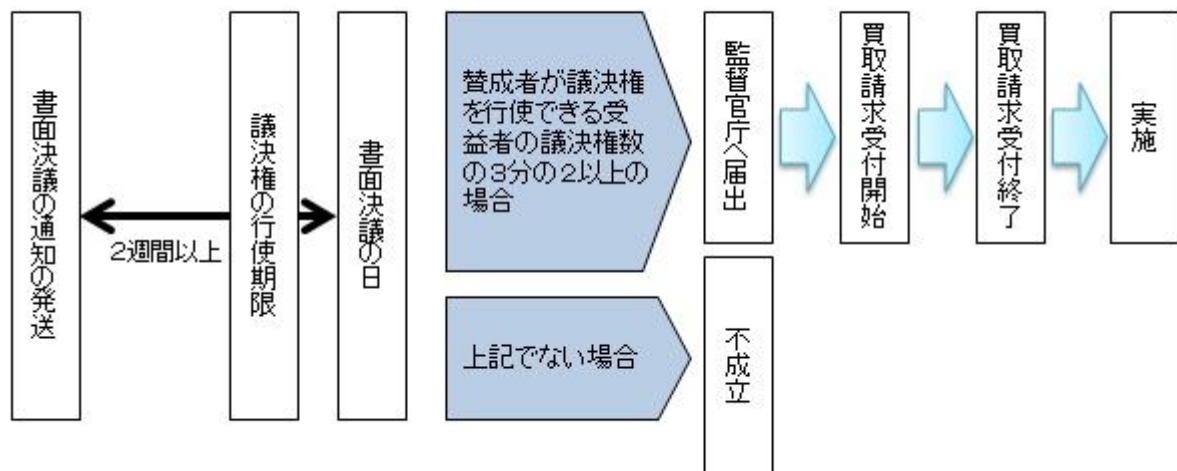 書面決議の通知の発送
2週間以上
議決権の行使期限
書面決議の日
賛成者が議決権
を行使できる受
益者の議決権数
の3分の2以上の
場合
監督官庁へ届出
買取請求受付開始
買取請求受付終了
実施
上記でない場合
不成立